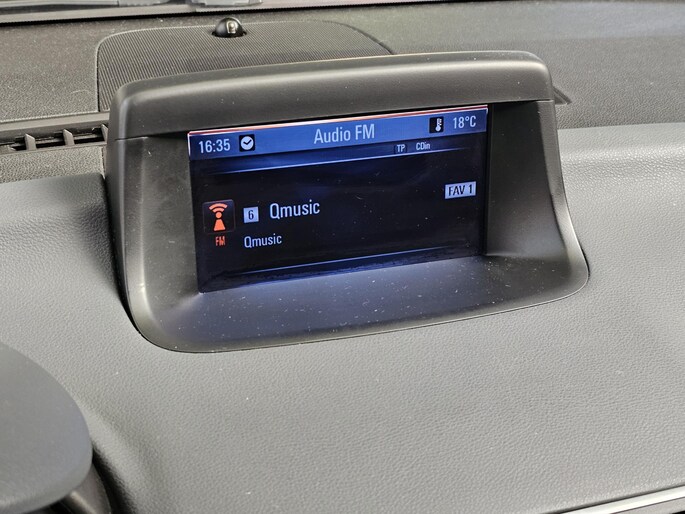 16:35 Audio FM 18°C
TP CDin
FAV 1
6 Qmusic
FM Qmusic